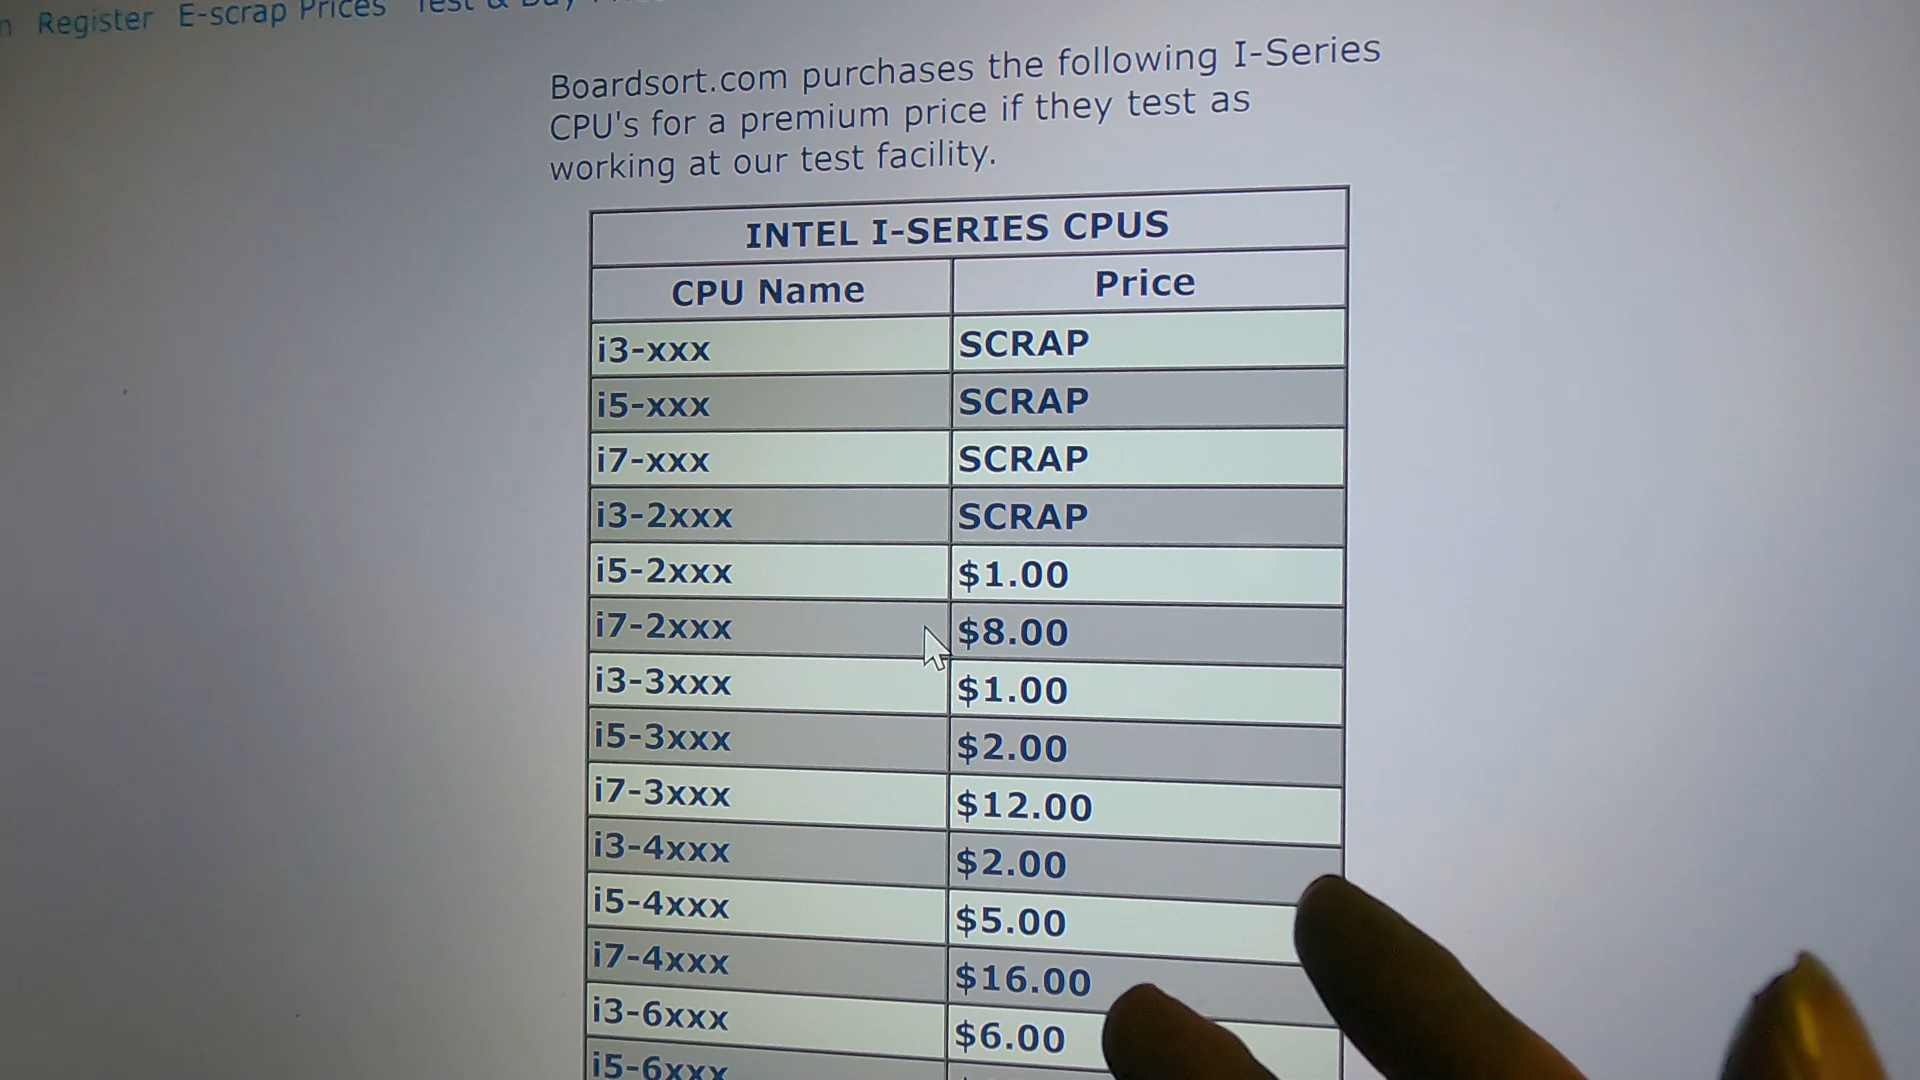 Register E-scrap Prices Test &
Boardsort.com purchases the following I-Series
CPU's for a premium price if they test as
working at our test facility.
INTEL I-SERIES CPUS
CPU Name Price
i3-xxx SCRAP
i5-xxx SCRAP
i7-xxx SCRAP
i3-2xxx SCRAP
i5-2xxx $1.00
i7-2xxx $8.00
i3-3xxx $1.00
i5-3xxx $2.00
i7-3xxx $12.00
i3-4xxx $2.00
i5-4xxx $5.00
i7-4xxx $16.00
i3-6xxx $6.00
i5-6xxx